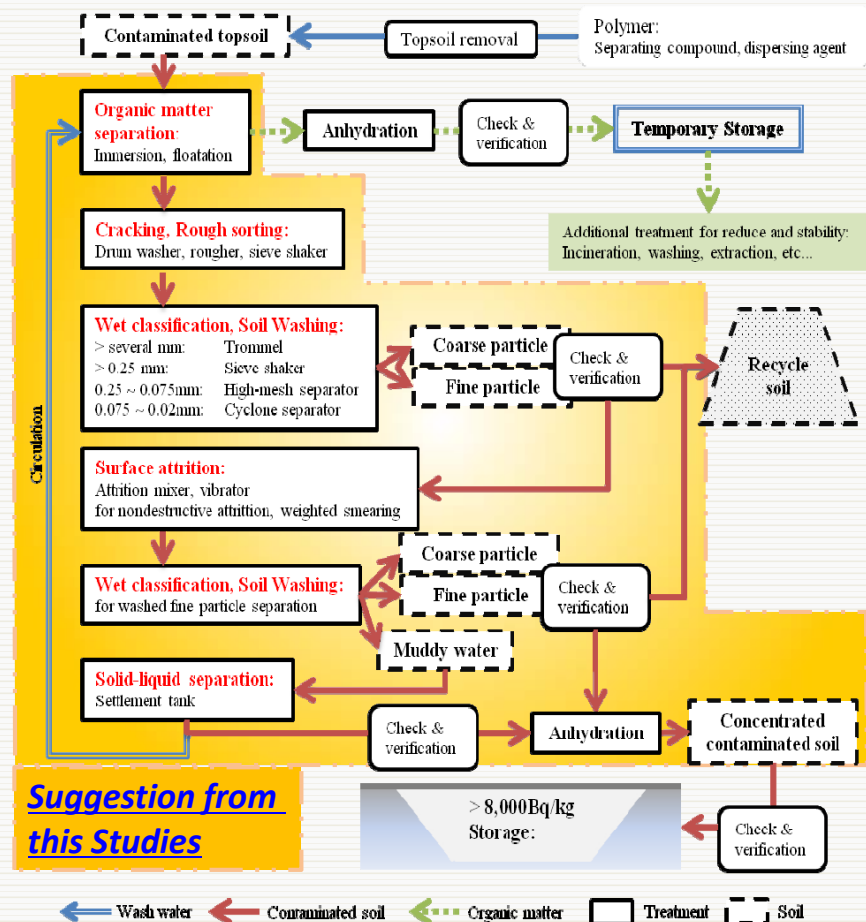 Contaminated topsoil
Topsoil removal
Polymer:
Separating compound, dispersing agent
Organic matter
separation:
Immersion, floatation
Anhydration
Check &
verification
Temporary Storage
Additional treatment for reduce and stability:
Incineration, washing, extraction, etc...
Cracking, Rough sorting:
Drum washer, rougher, sieve shaker
Wet classification, Soil Washing:
> several mm: Trommel
> 0.25 mm: Sieve shaker
0.25 ~ 0.075mm: High-mesh separator
0.075 ~ 0.02mm: Cyclone separator
Coarse particle
Fine particle
Check &
verification
Recycle
soil
Circulation
Surface attrition:
Attrition mixer, vibrator
for nondestructive attrittion, weighted smearing
Wet classification, Soil Washing:
for washed fine particle separation
Coarse particle
Fine particle
Muddy water
Check &
verification
Solid-liquid separation:
Settlement tank
Check &
verification
Anhydration
Concentrated
contaminated soil
Suggestion from
this Studies
> 8,000Bq/kg
Storage:
Check &
verification
Wash water
Contaminated soil
Organic matter
Treatment
Soil